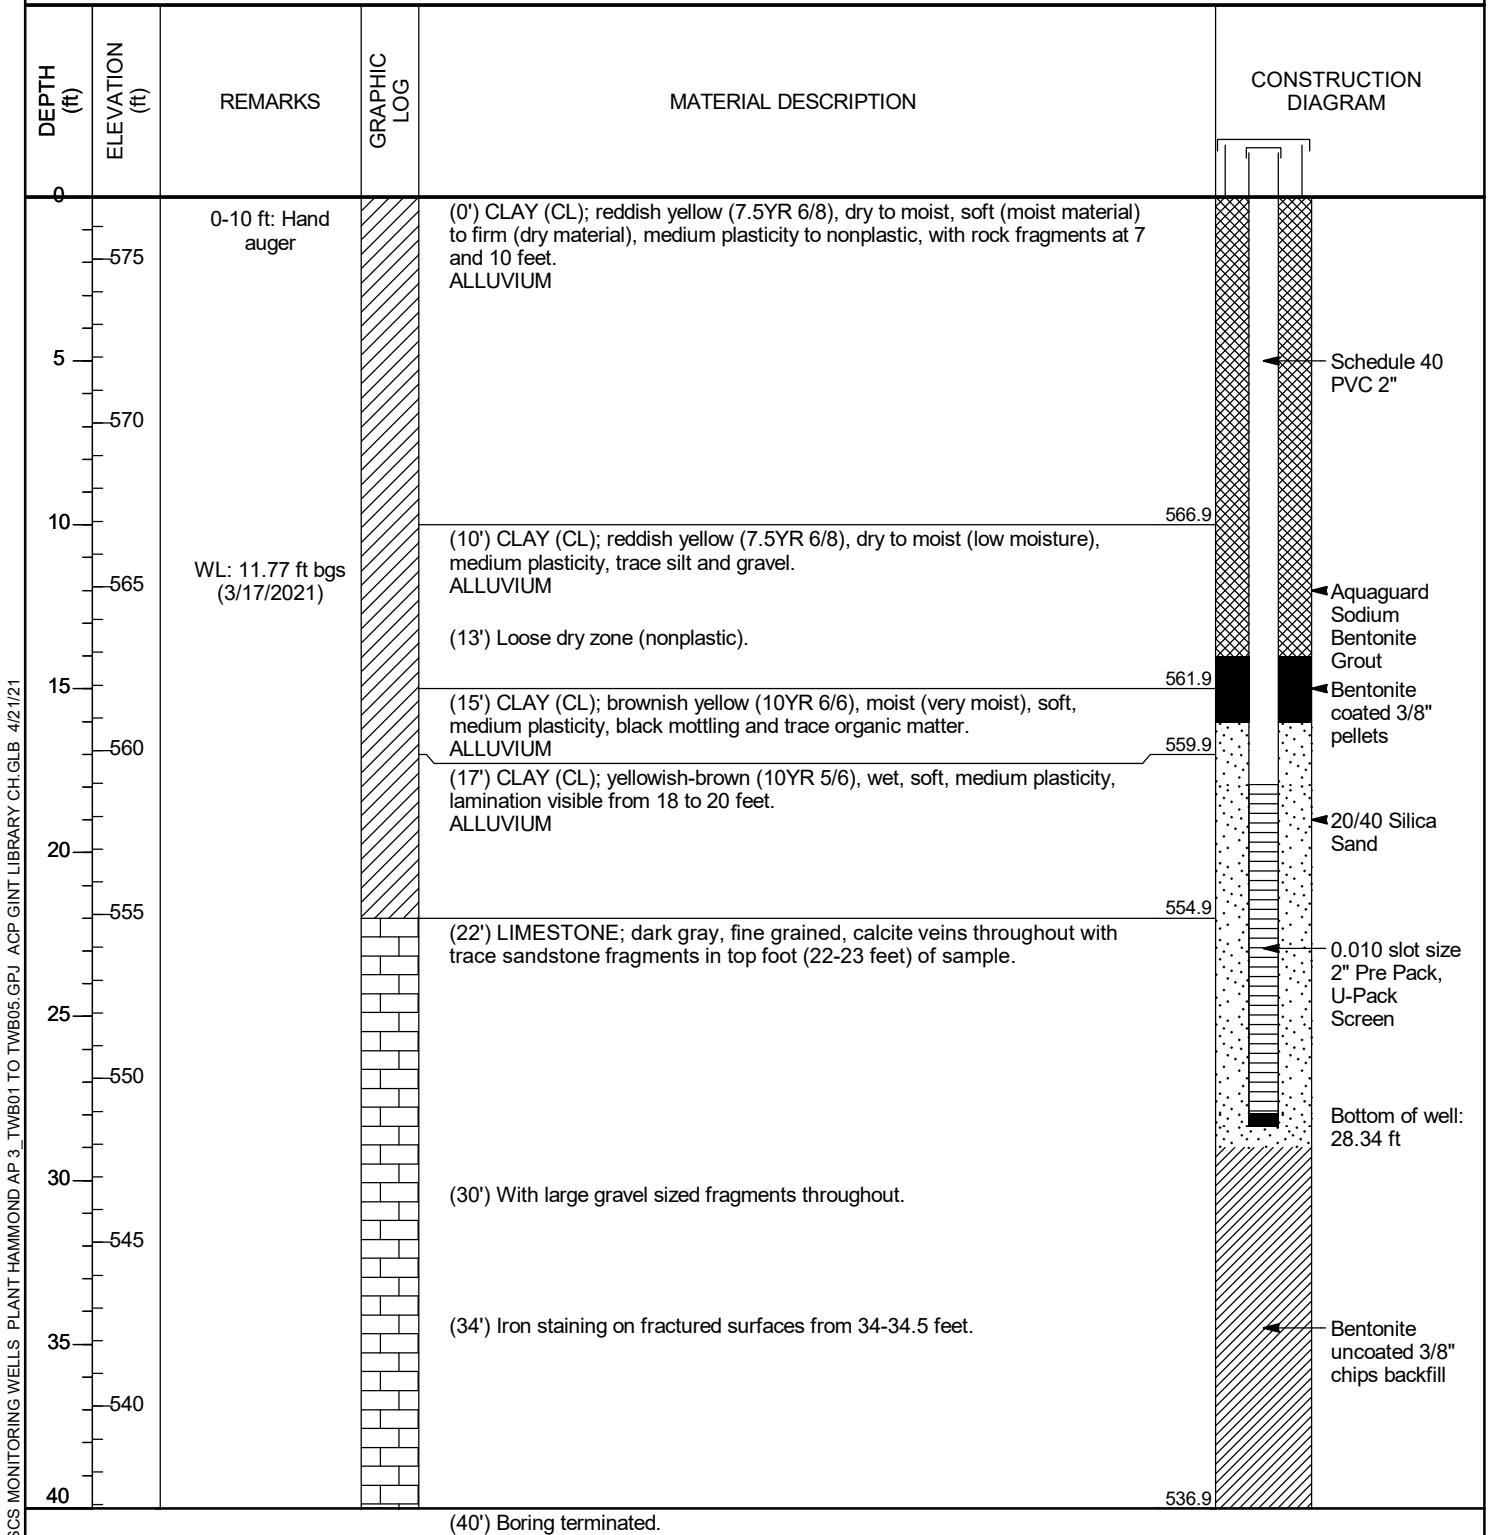 DEPTH
(ft)
ELEVATION
(ft)
REMARKS
GRAPHIC
LOG
MATERIAL DESCRIPTION
CONSTRUCTION
DIAGRAM
0
0-10 ft: Hand
auger
(0') CLAY (CL); reddish yellow (7.5YR 6/8), dry to moist, soft (moist material)
to firm (dry material), medium plasticity to nonplastic, with rock fragments at 7
and 10 feet.
ALLUVIUM
575
5
Schedule 40
PVC 2"
570
10
566.9
(10') CLAY (CL); reddish yellow (7.5YR 6/8), dry to moist (low moisture),
medium plasticity, trace silt and gravel.
ALLUVIUM
WL: 11.77 ft bgs
(3/17/2021)
565
Aquaguard
Sodium
Bentonite
Grout
(13') Loose dry zone (nonplastic).
15
561.9
Bentonite
coated 3/8"
pellets
(15') CLAY (CL); brownish yellow (10YR 6/6), moist (very moist), soft,
medium plasticity, black mottling and trace organic matter.
ALLUVIUM
560
559.9
(17') CLAY (CL); yellowish-brown (10YR 5/6), wet, soft, medium plasticity,
lamination visible from 18 to 20 feet.
ALLUVIUM
20/40 Silica
Sand
20
555
554.9
(22') LIMESTONE; dark gray, fine grained, calcite veins throughout with
trace sandstone fragments in top foot (22-23 feet) of sample.
0.010 slot size
2" Pre Pack,
U-Pack
Screen
25
550
Bottom of well:
28.34 ft
30
(30') With large gravel sized fragments throughout.
545
(34') Iron staining on fractured surfaces from 34-34.5 feet.
35
Bentonite
uncoated 3/8"
chips backfill
540
40
536.9
(40') Boring terminated.
SCS MONITORING WELLS PLANT HAMMOND AP 3_TWB01 TO TWB05.GPJ ACP GINT LIBRARY CH.GLB 4/21/21